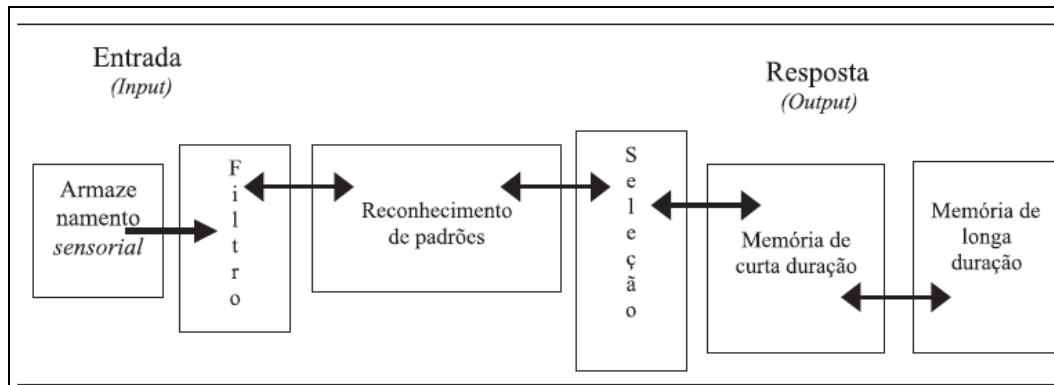 Entrada
(Input)
Resposta
(Output)
Armaze
namento
sensorial
F
i
l
t
r
o
Reconhecimento
de padrões
S
e
l
e
ç
ã
o
Memória de
curta duração
Memória de
longa
duração